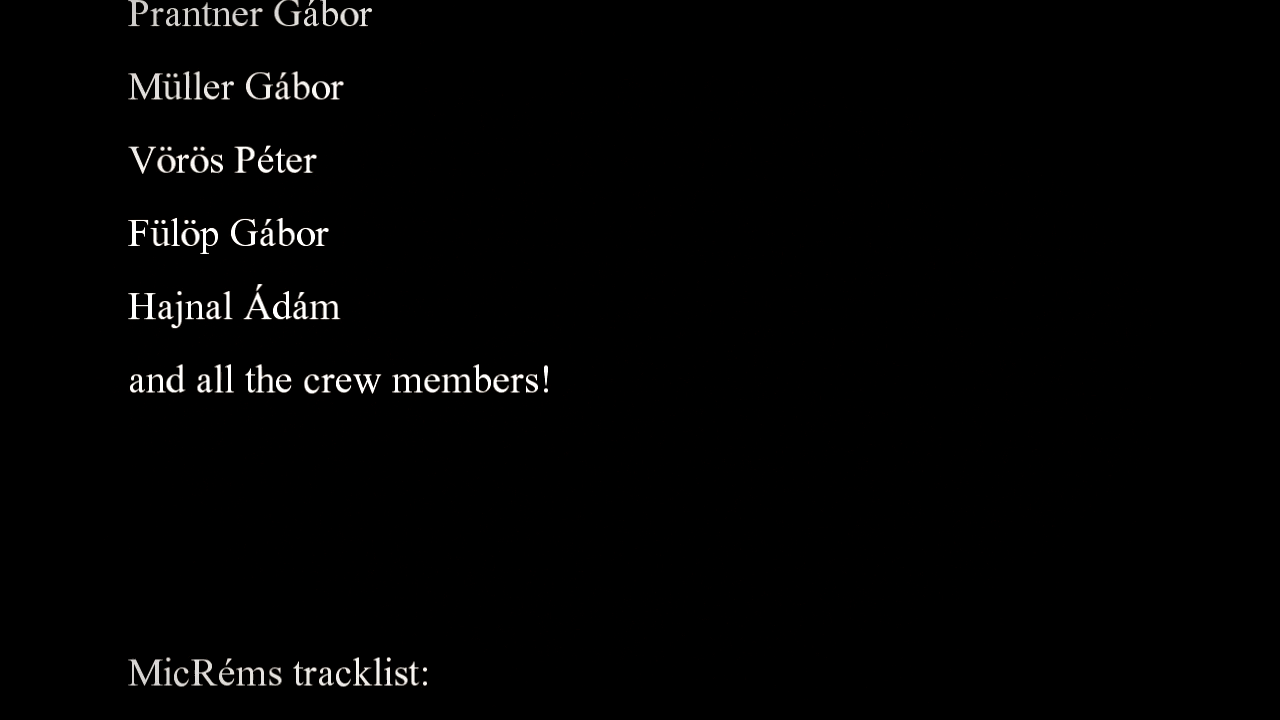 Prantner Gábor
Müller Gábor
Vörös Péter
Fülöp Gábor
Hajnal Ádám
and all the crew members!
MicRéms tracklist: